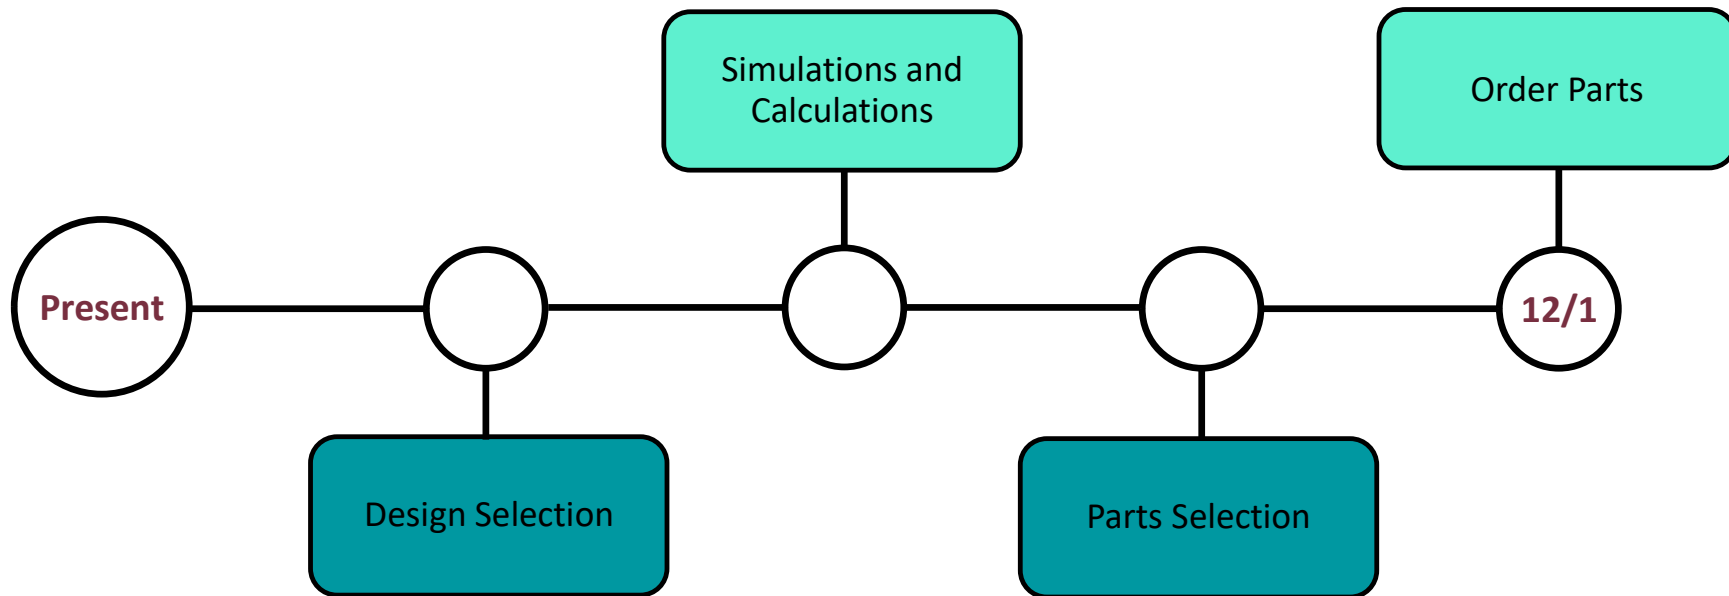 Present
Design Selection
Simulations and
Calculations
Parts Selection
Order Parts
12/1